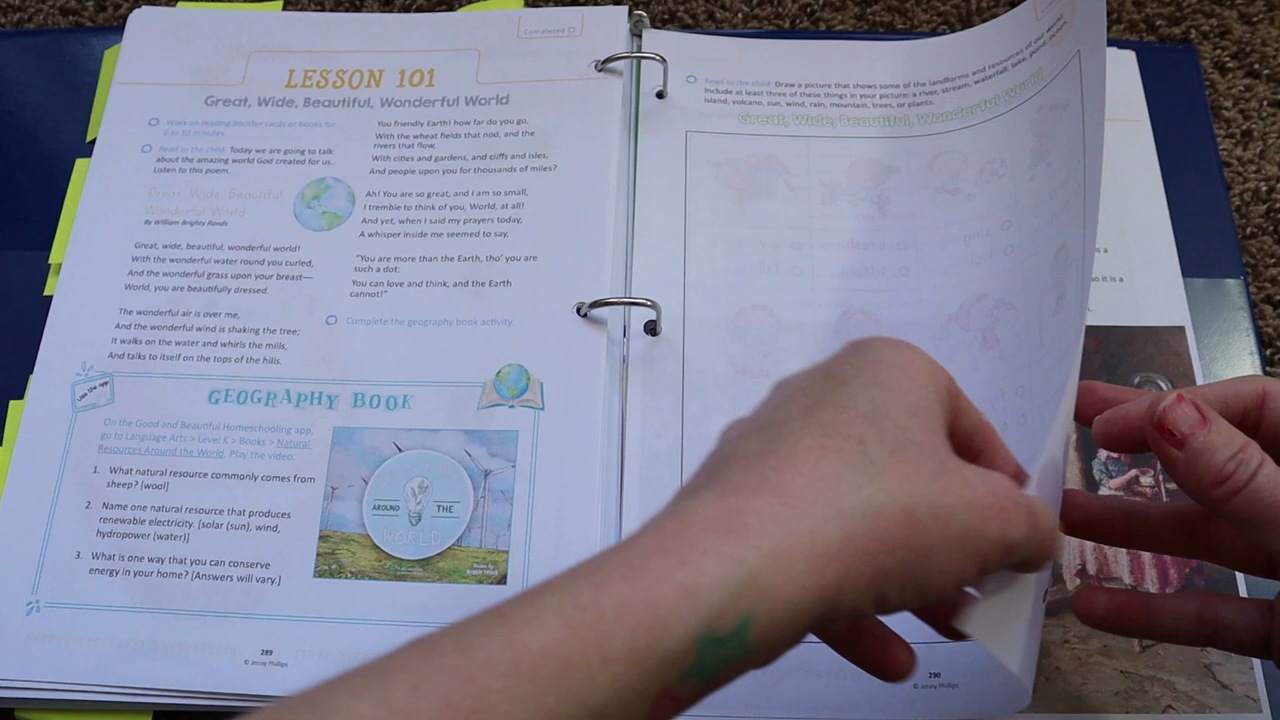 Completed
LESSON 101
Great, Wide, Beautiful, Wonderful World
Work on reading booster cards or books for
5 to 10 minutes.
Read to the child: Today we are going to talk
about the amazing world God created for us.
Listen to this poem.
Great, Wide, Beautiful,
Wonderful World
By William Brighty Rands
Great, wide, beautiful, wonderful world!
With the wonderful water round you curled,
And the wonderful grass upon your breast—
World, you are beautifully dressed.
The wonderful air is over me,
And the wonderful wind is shaking the tree;
It walks on the water and whirls the mills,
And talks to itself on the tops of the hills.
You friendly Earth! how far do you go,
With the wheat fields that nod, and the
rivers that flow,
With cities and gardens, and cliffs and isles,
And people upon you for thousands of miles?
Ah! You are so great, and I am so small,
I tremble to think of you, World, at all!
And yet, when I said my prayers today,
A whisper inside me seemed to say,
"You are more than the Earth, tho' you are
such a dot:
You can love and think, and the Earth
cannot!"
Complete the geography book activity.
Use the app
GEOGRAPHY BOOK
On the Good and Beautiful Homeschooling app,
go to Language Arts > Level K > Books > Natural
Resources Around the World. Play the video.
1. What natural resource commonly comes from
sheep? [wool]
2. Name one natural resource that produces
renewable electricity. [solar (sun), wind,
hydropower (water)]
3. What is one way that you can conserve
energy in your home? [Answers will vary.]
AROUND THE
WORLD
289
© Jenny Phillips
Read to the child: Draw a picture that shows some of the landforms and resources of our world.
Include at least three of these things in your picture: a river, stream, waterfall, lake, pond, ocean,
island, volcano, sun, wind, rain, mountain, trees, or plants.
Great, Wide, Beautiful, Wonderful World
290
© Jenny Phillips
is a
so it is a